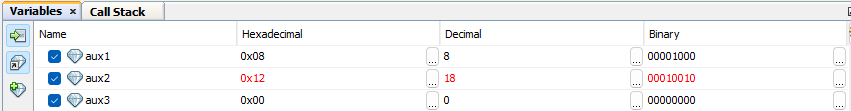 Variables × Call Stack
Name Hexadecimal Decimal Binary
aux1 0x08 ... 8 ... 00001000 ...
aux2 0x12 ... 18 ... 00010010 ...
aux3 0x00 ... 0 ... 00000000 ...